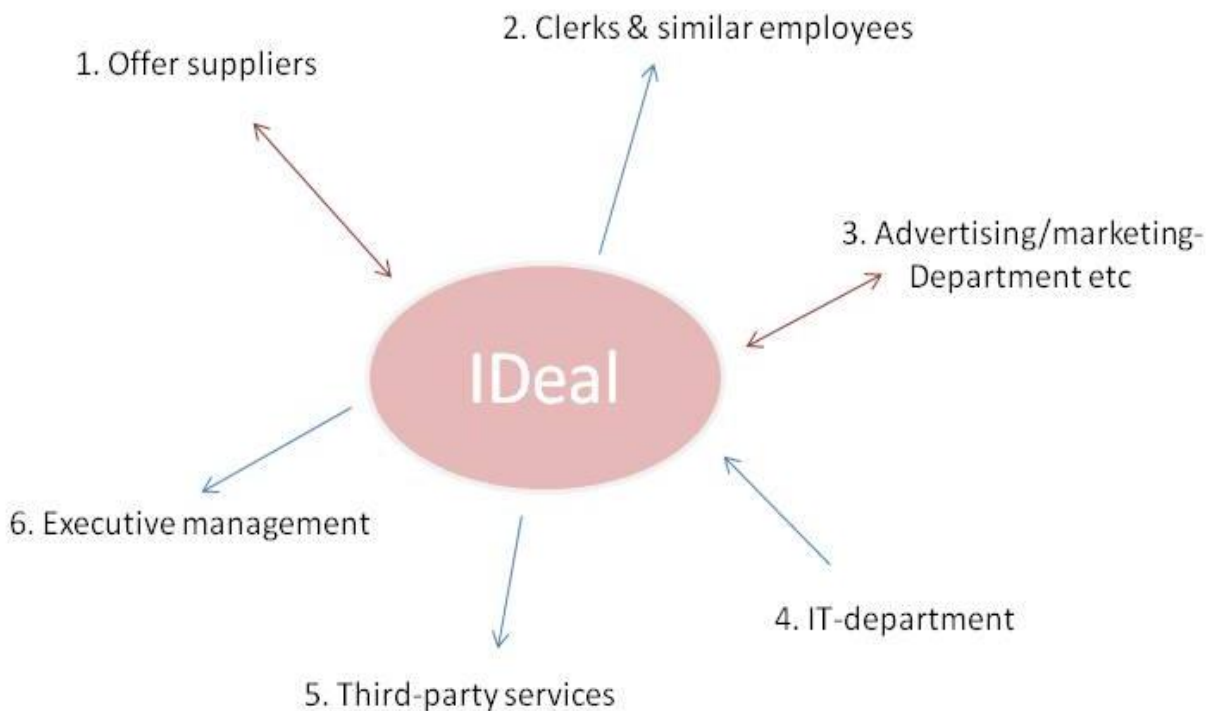 2. Clerks & similar employees
1. Offer suppliers
3. Advertising/marketing-
Department etc
IDeal
6. Executive management
4. IT-department
5. Third-party services